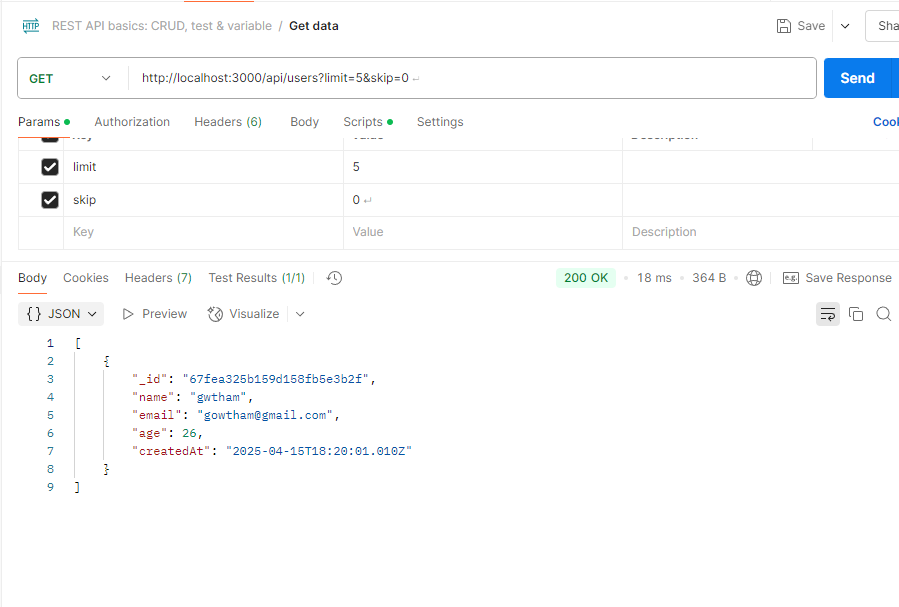 HTTP REST API basics: CRUD, test & variable / Get data Save Sha
GET http://localhost:3000/api/users?limit=5&skip=0 ↵ Send
Params Authorization Headers (6) Body Scripts Settings Cook
Key Value Description
limit 5
skip 0 ↵
Key Value Description
Body Cookies Headers (7) Test Results (1/1) 200 OK 18 ms 364 B e.g. Save Response
{} JSON Preview Visualize
1 [
2 {
3 "_id": "67fea325b159d158fb5e3b2f",
4 "name": "gwtham",
5 "email": "gowtham@gmail.com",
6 "age": 26,
7 "createdAt": "2025-04-15T18:20:01.010Z"
8 }
9 ]